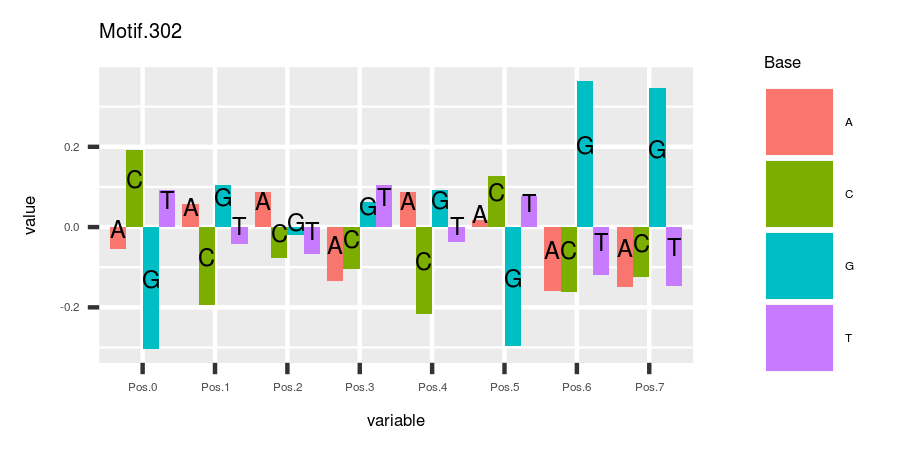 Motif.302
Base
A
C
G
T
value
0.2
0.0
-0.2
A C G T A C G T A C G T A C G T A C G T A C G T A C G T A C G T
Pos.0 Pos.1 Pos.2 Pos.3 Pos.4 Pos.5 Pos.6 Pos.7
variable